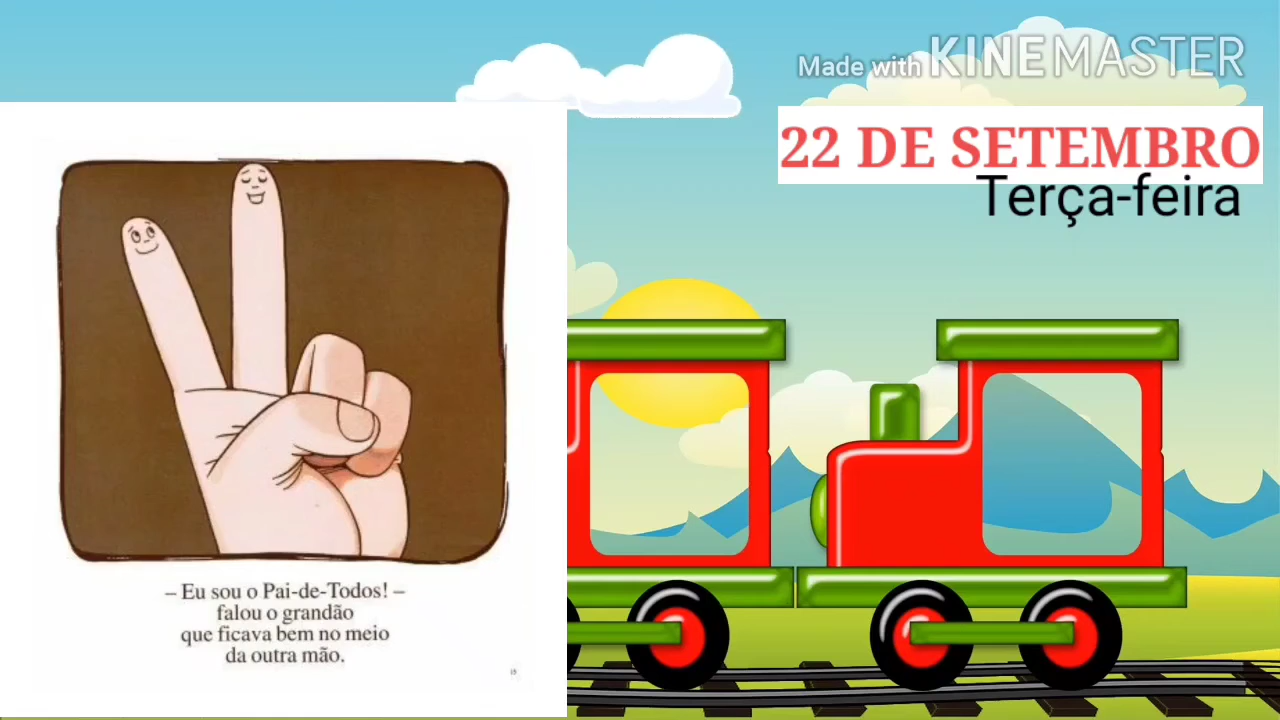 Made with KINEMASTER
22 DE SETEMBRO
Terça-feira
– Eu sou o Pai-de-Todos! –
falou o grandão
que ficava bem no meio
da outra mão.
15